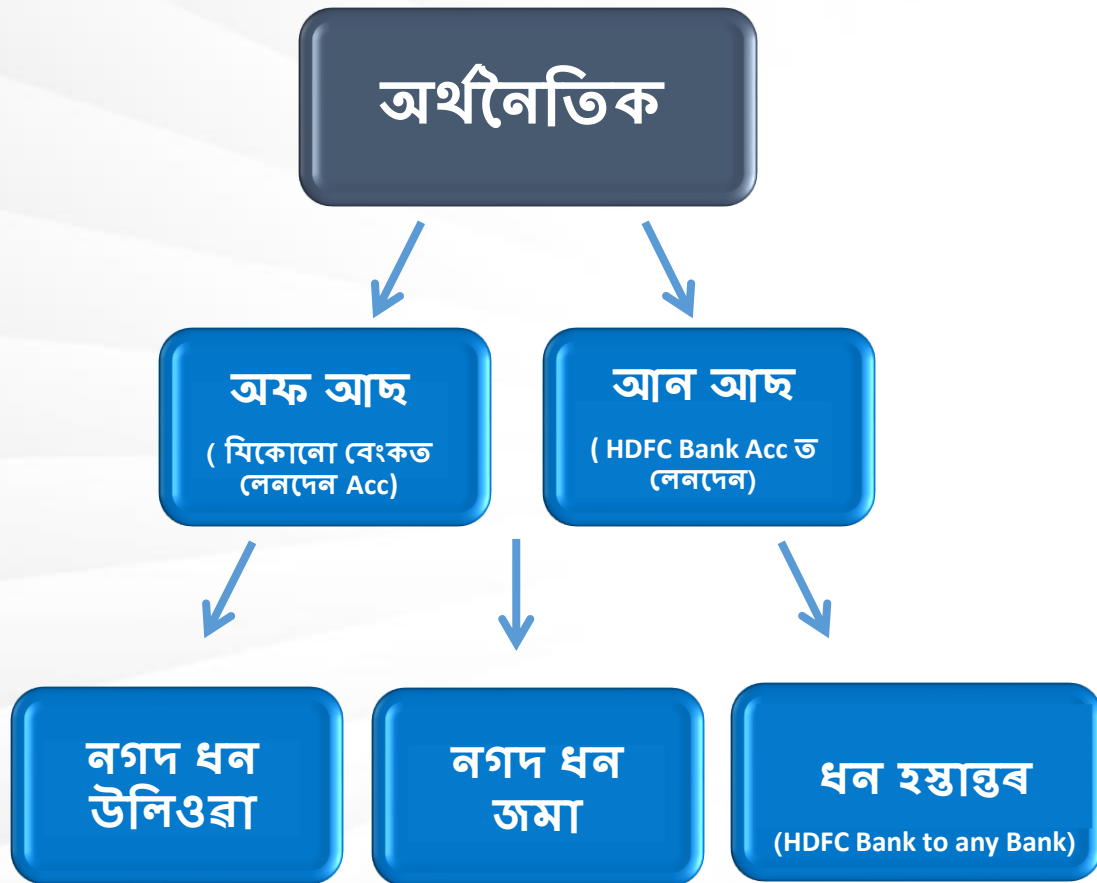 অৰ্থনৈতিক
অফ আছ
( যিকোনো বেংকত
লেনদেন Acc)
আন আছ
( HDFC Bank Acc ত
লেনদেন)
নগদ ধন
উলিওৱা
নগদ ধন
জমা
ধন হস্তান্তৰ
(HDFC Bank to any Bank)